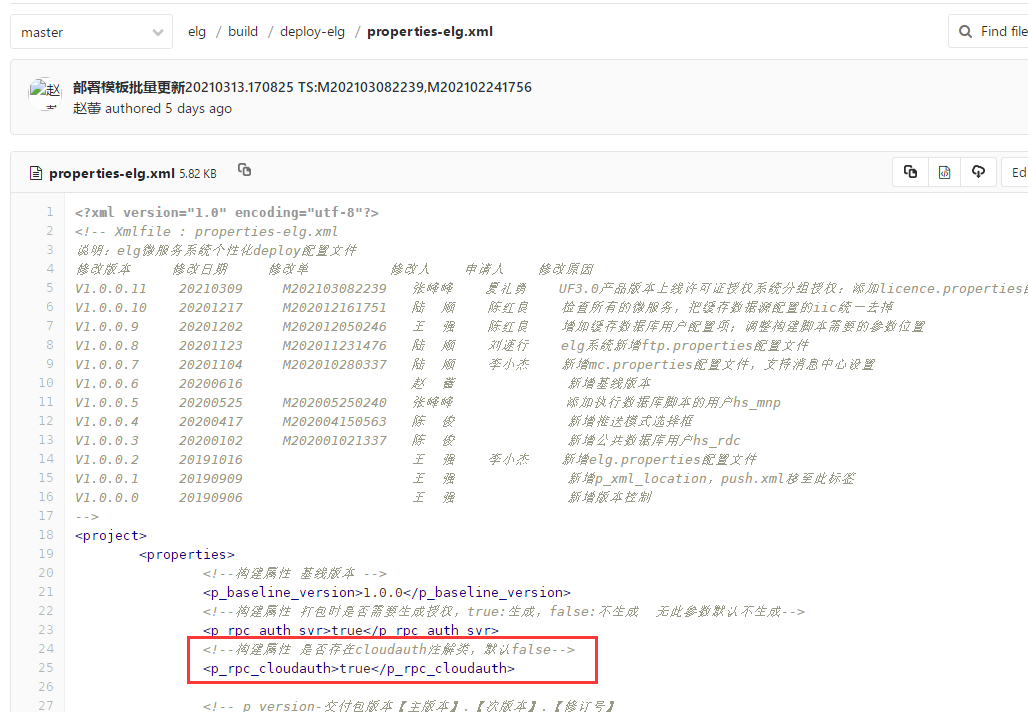 master
elg / build / deploy-elg / properties-elg.xml
Find file
部署模板批量更新20210313.170825 TS:M202103082239,M202102241756
赵蕾 authored 5 days ago
properties-elg.xml 5.82 KB
Ed
1 <?xml version="1.0" encoding="utf-8"?>
2 <!-- Xmlfile : properties-elg.xml
3 说明：elg微服务系统个性化deploy配置文件
4 修改版本 修改日期 修改单 修改人 申请人 修改原因
5 V1.0.0.11 20210309 M202103082239 张峰峰 夏礼勇 UF3.0产品版本上线许可证授权系统分组授权：添加licence.properties
6 V1.0.0.10 20201217 M202012161751 陆 顺 陈红良 检查所有的微服务，把缓存数据源配置的iic统一去掉
7 V1.0.0.9 20201202 M202012050246 王 强 陈红良 增加缓存数据库用户配置项；调整构建脚本需要的参数位置
8 V1.0.0.8 20201123 M202011231476 陆 顺 刘遂行 elg系统新增ftp.properties配置文件
9 V1.0.0.7 20201104 M202010280337 陆 顺 李小杰 新增mc.properties配置文件，支持消息中心设置
10 V1.0.0.6 20200616 赵 蕾 新增基线版本
11 V1.0.0.5 20200525 M202005250240 张峰峰 添加执行数据库脚本的用户hs_mnp
12 V1.0.0.4 20200417 M202004150563 陈 俊 新增推送模式选择框
13 V1.0.0.3 20200102 M202001021337 陈 俊 新增公共数据库用户hs_rdc
14 V1.0.0.2 20191016 王 强 李小杰 新增elg.properties配置文件
15 V1.0.0.1 20190909 王 强 新增p_xml_location，push.xml移至此标签
16 V1.0.0.0 20190906 王 强 新增版本控制
17 -->
18 <project>
19 <properties>
20 <!--构建属性 基线版本 -->
21 <p_baseline_version>1.0.0</p_baseline_version>
22 <!--构建属性 打包时是否需要生成授权，true:生成，false:不生成 无此参数默认不生成-->
23 <p_rpc_auth_svr>true</p_rpc_auth_svr>
24 <!--构建属性 是否存在cloudauth注解类，默认false-->
25 <p_rpc_cloudauth>true</p_rpc_cloudauth>
26
27 <!-- p_version-交付包版本【主版本】.【次版本】.【修订号】